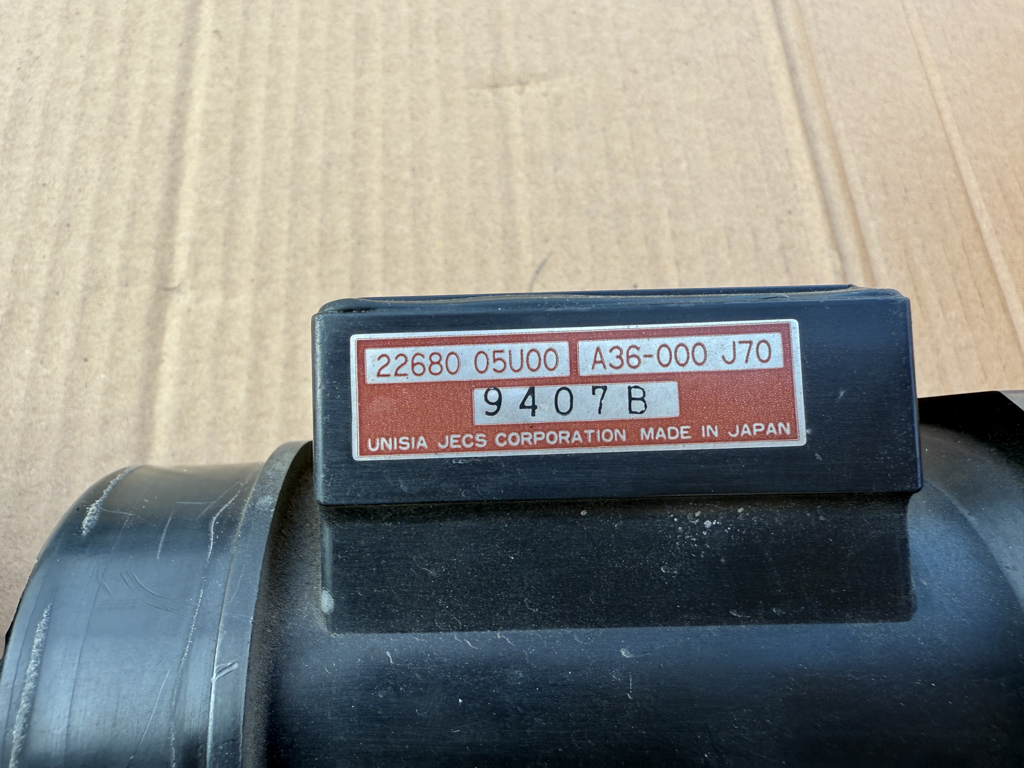 22680 05U00 A36-000 J70
9407B
UNISIA JECS CORPORATION MADE IN JAPAN